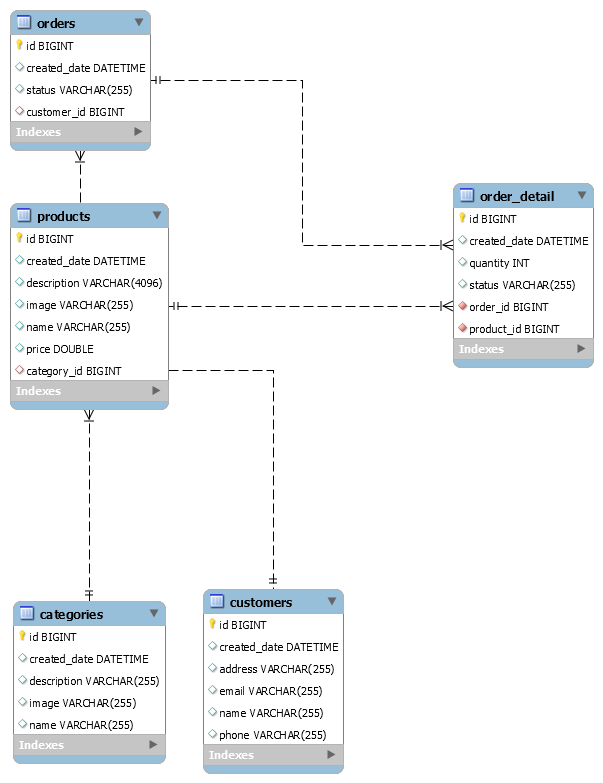 orders
id BIGINT
created_date DATETIME
status VARCHAR(255)
customer_id BIGINT
Indexes
products
id BIGINT
created_date DATETIME
description VARCHAR(4096)
image VARCHAR(255)
name VARCHAR(255)
price DOUBLE
category_id BIGINT
Indexes
order_detail
id BIGINT
created_date DATETIME
quantity INT
status VARCHAR(255)
order_id BIGINT
product_id BIGINT
Indexes
categories
id BIGINT
created_date DATETIME
description VARCHAR(255)
image VARCHAR(255)
name VARCHAR(255)
Indexes
customers
id BIGINT
created_date DATETIME
address VARCHAR(255)
email VARCHAR(255)
name VARCHAR(255)
phone VARCHAR(255)
Indexes